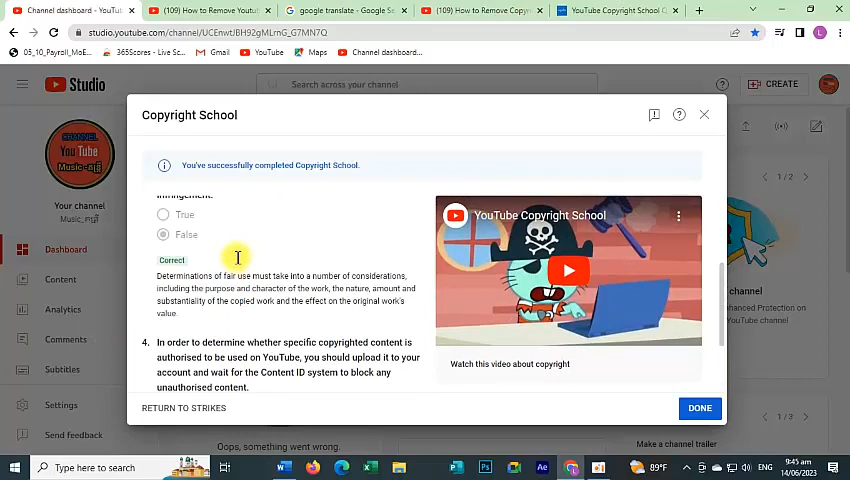 Channel dashboard - YouTube
(109) How to Remove Youtub
google translate - Google Se
(109) How to Remove Copyri
YouTube Copyright School Q
studio.youtube.com/channel/UCEnwtJBH92gMLrnG_G7MN7Q
05_10_Payroll_MoE...
365Scores - Live Sc...
Gmail
YouTube
Maps
Channel dashboard...
Studio
Search across your channel
CREATE
CHANNEL
You Tube
Your channel
Dashboard
Content
Analytics
Comments
Subtitles
Settings
Send feedback
Copyright School
You've successfully completed Copyright School.
infringement.
True
False
Correct
Determinations of fair use must take into a number of considerations,
including the purpose and character of the work, the nature, amount and
substantiality of the copied work and the effect on the original work's
value.
4. In order to determine whether specific copyrighted content is
authorised to be used on YouTube, you should upload it to your
account and wait for the Content ID system to block any
unauthorised content.
YouTube Copyright School
Watch this video about copyright
RETURN TO STRIKES
DONE
1 / 2
channel
nhanced Protection on
YouTube channel
1 / 3
Make a channel trailer
Oops, something went wrong.
Type here to search
89°F
ENG
9:45 am
14/06/2023